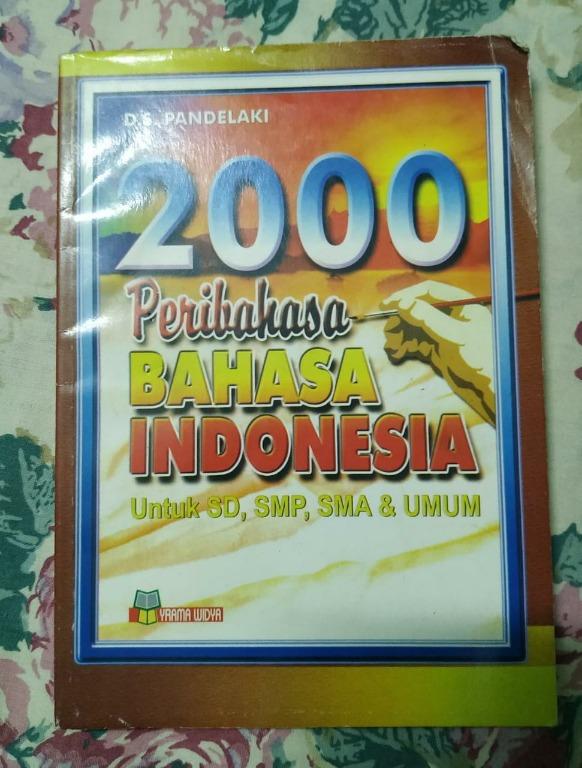 D.S. PANDELAKI
2000
Peribahasa
BAHASA
INDONESIA
Untuk SD, SMP, SMA & UMUM
YRAMA WIDYA